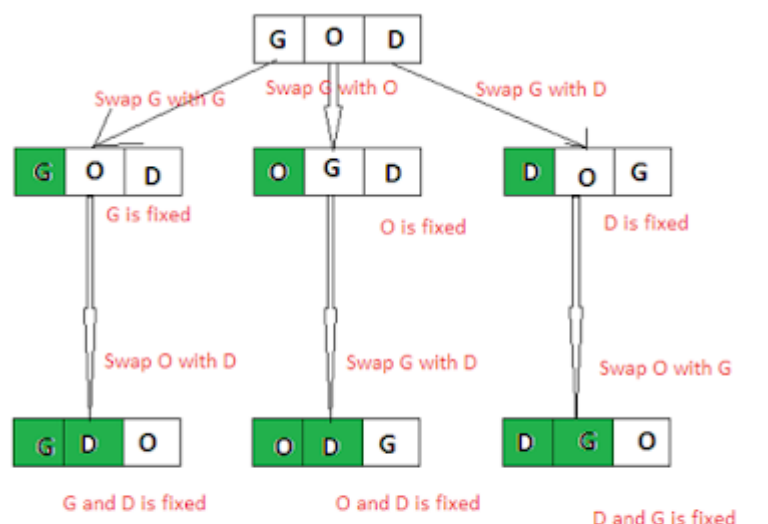 G O D
Swap G with G
Swap G with O
Swap G with D
G O D
O G D
D O G
G is fixed
O is fixed
D is fixed
Swap O with D
Swap G with D
Swap O with G
G D O
O D G
D G O
G and D is fixed
O and D is fixed
D and G is fixed